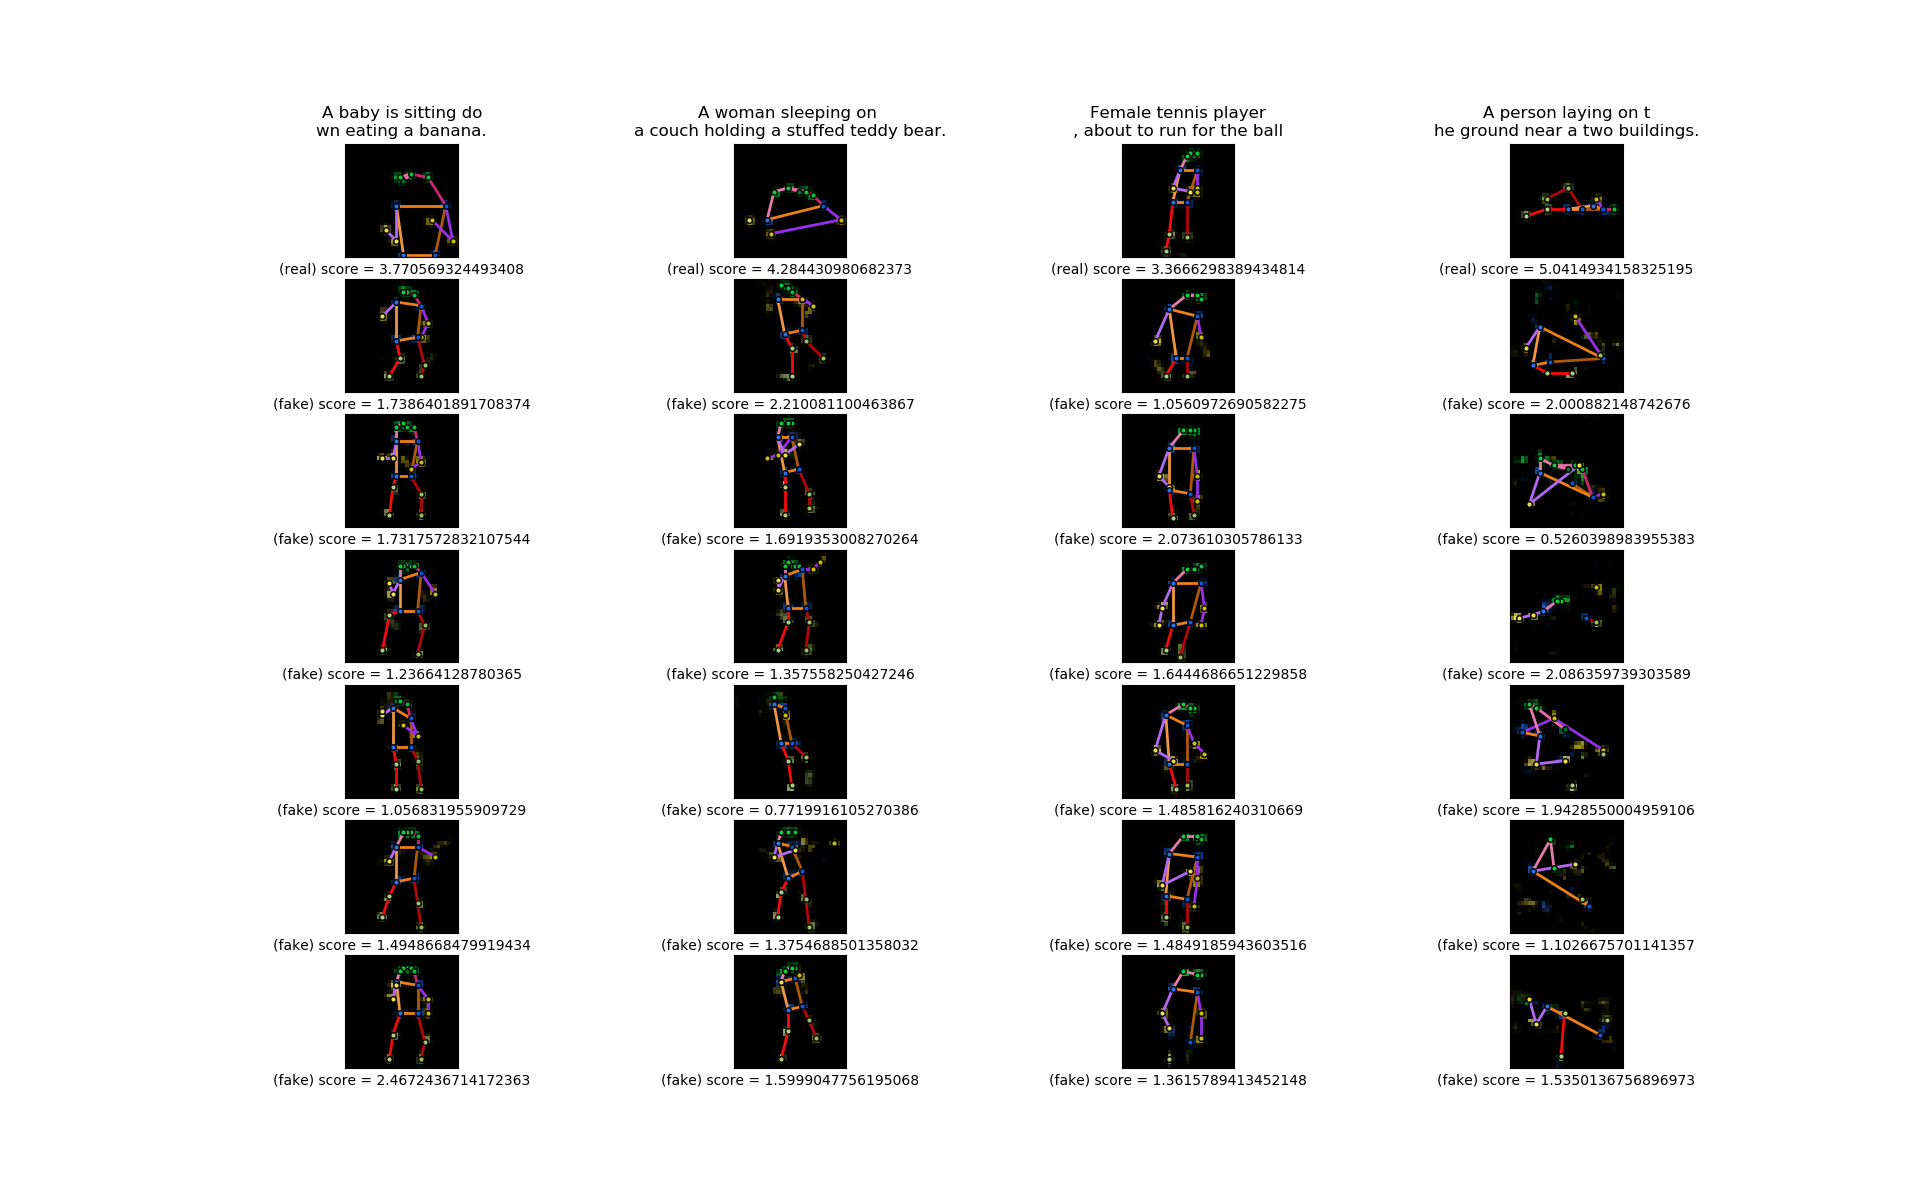 A baby is sitting do
wn eating a banana.
A woman sleeping on
a couch holding a stuffed teddy bear.
Female tennis player
, about to run for the ball
A person laying on t
he ground near a two buildings.
(real) score = 3.770569324493408
(real) score = 4.284430980682373
(real) score = 3.3666298389434814
(real) score = 5.0414934158325195
(fake) score = 1.7386401891708374
(fake) score = 2.210081100463867
(fake) score = 1.0560972690582275
(fake) score = 2.000882148742676
(fake) score = 1.7317572832107544
(fake) score = 1.6919353008270264
(fake) score = 2.073610305786133
(fake) score = 0.5260398983955383
(fake) score = 1.23664128780365
(fake) score = 1.357558250427246
(fake) score = 1.6444686651229858
(fake) score = 2.086359739303589
(fake) score = 1.056831955909729
(fake) score = 0.7719916105270386
(fake) score = 1.485816240310669
(fake) score = 1.9428550004959106
(fake) score = 1.4948668479919434
(fake) score = 1.3754688501358032
(fake) score = 1.4849185943603516
(fake) score = 1.1026675701141357
(fake) score = 2.4672436714172363
(fake) score = 1.5999047756195068
(fake) score = 1.3615789413452148
(fake) score = 1.5350136756896973